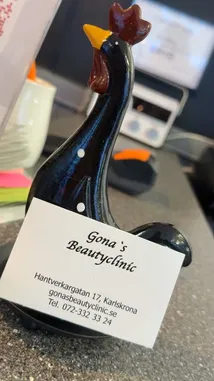 Gona`s
Beautyclinic
Hantverkargatan 17, Karlskrona
gonasbeautyclinic.se
Tel. 072-332 33 24